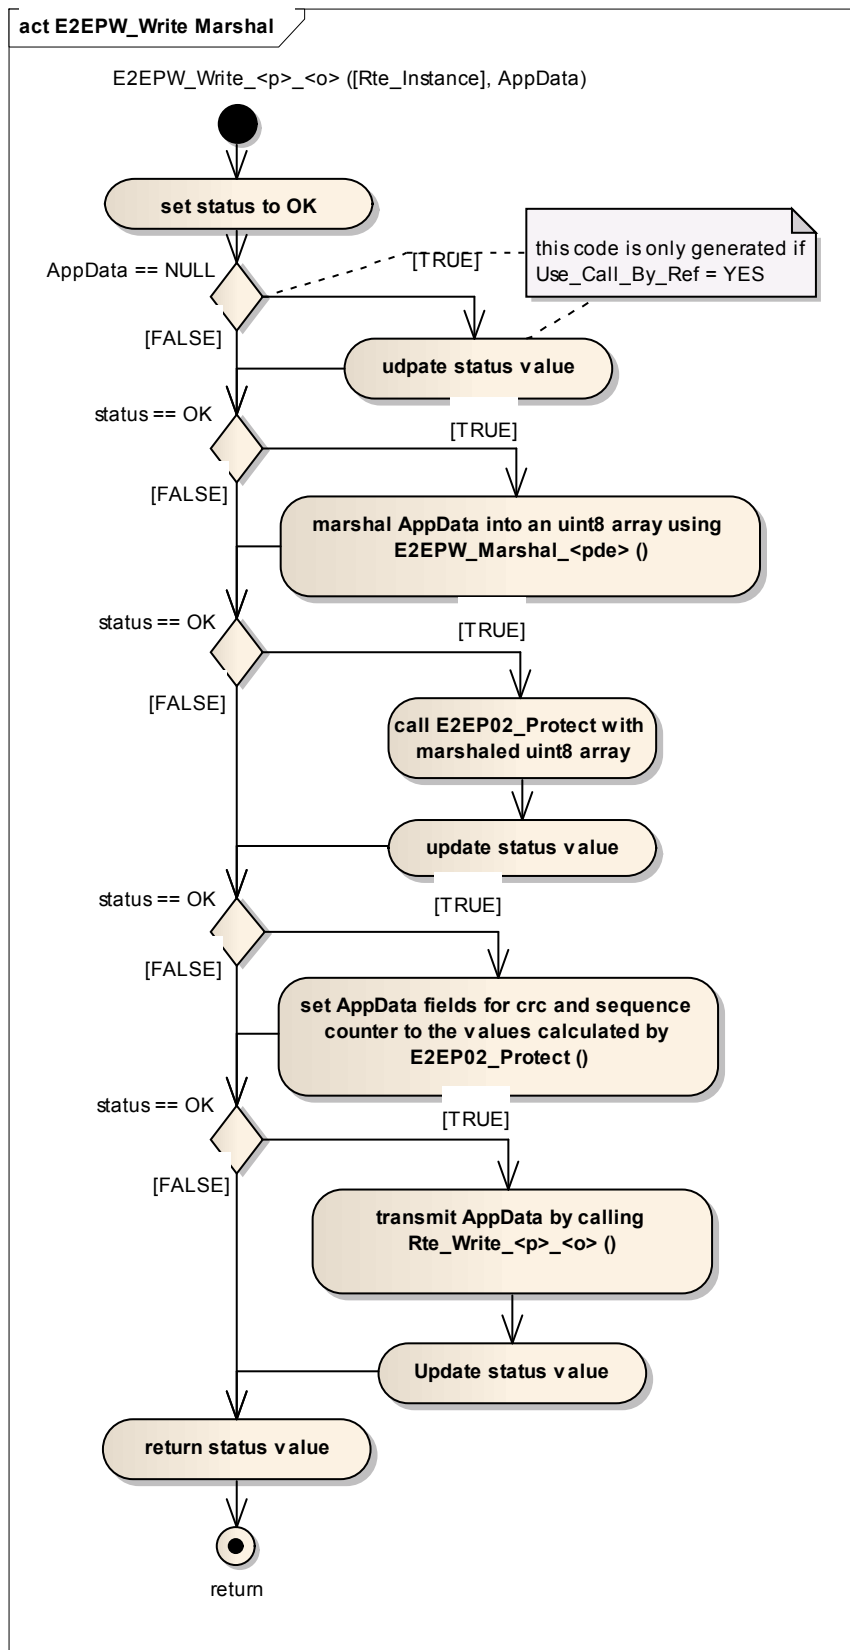 act E2EPW_Write Marshal
E2EPW_Write_<p>_<o> ([Rte_Instance], AppData)
set status to OK
this code is only generated if
Use_Call_By_Ref = YES
AppData == NULL
[TRUE]
[FALSE]
udpate status value
status == OK
[TRUE]
[FALSE]
marshal AppData into an uint8 array using
E2EPW_Marshal_<pde> ()
status == OK
[TRUE]
[FALSE]
call E2EP02_Protect with
marshaled uint8 array
update status value
status == OK
[TRUE]
[FALSE]
set AppData fields for crc and sequence
counter to the values calculated by
E2EP02_Protect ()
status == OK
[TRUE]
[FALSE]
transmit AppData by calling
Rte_Write_<p>_<o> ()
Update status value
return status value
return